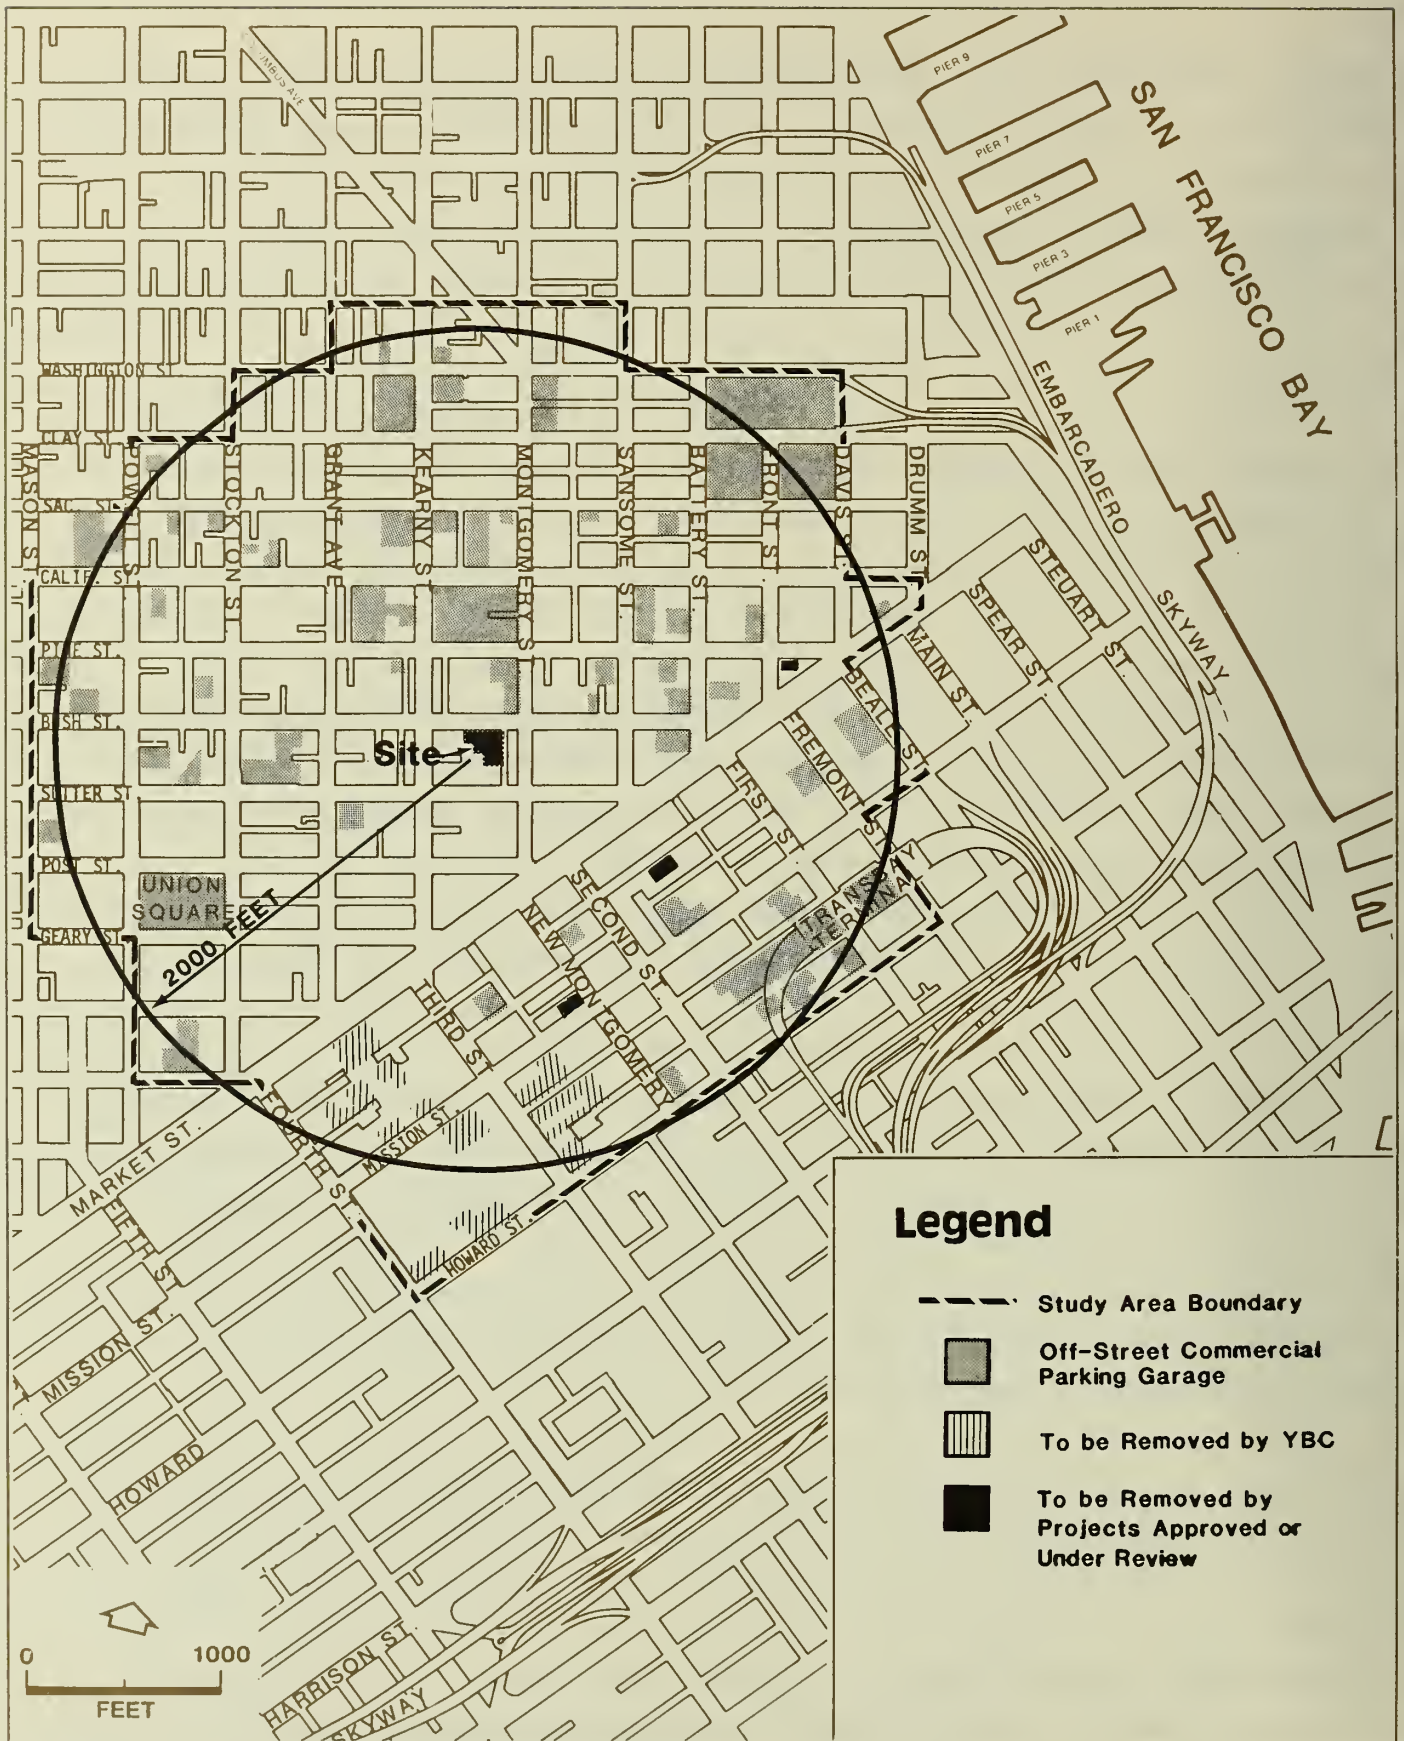 PIER 9
PIER 7
PIER 5
PIER 3
PIER 1
SAN FRANCISCO BAY
EMBARCADERO
SKYWAY
WASHINGTON ST.
CLAY ST.
SAC. ST.
CALIF. ST.
PINE ST.
BUSH ST.
SUTTER ST.
POST ST.
GEARY ST.
MASON ST.
POWELL ST.
STOCKTON ST.
GRANT AVE
KEARNY ST
MONTGOMERY ST
SANSOME ST
BATTERY ST
FRONT ST
DAVIS ST.
DRUMM ST
STEUART ST
SPEAR ST
MAIN ST.
BEALE ST
FREMONT ST
FIRST ST
Site
UNION
SQUARE
2000 FEET
TRANSBAY
TERMINAL
SECOND ST.
NEW MONTGOMERY
THIRD ST
MISSION ST.
FOURTH ST.
HOWARD ST.
MARKET ST.
FIFTH ST
MISSION ST.
HOWARD
HARRISON ST.
SKYWAY
0 1000
FEET
Legend
Study Area Boundary
Off-Street Commercial
Parking Garage
To be Removed by YBC
To be Removed by
Projects Approved or
Under Review